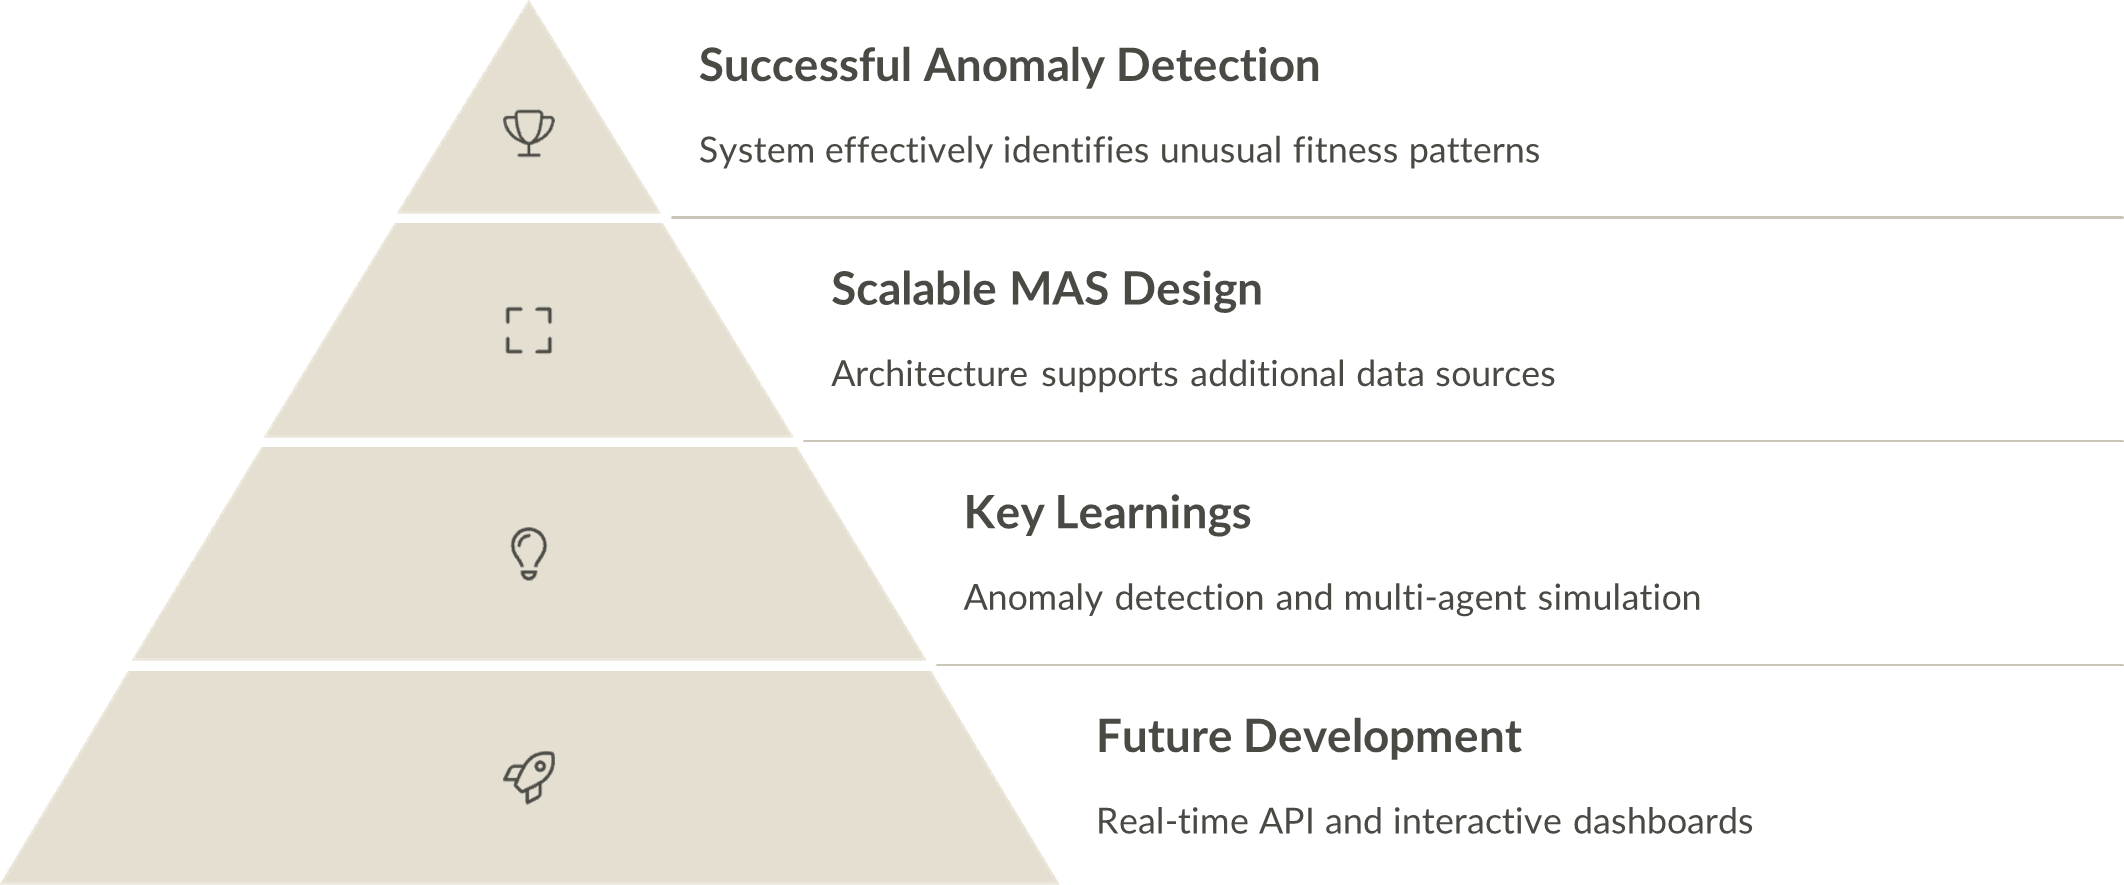 Successful Anomaly Detection
System effectively identifies unusual fitness patterns
Scalable MAS Design
Architecture supports additional data sources
Key Learnings
Anomaly detection and multi-agent simulation
Future Development
Real-time API and interactive dashboards